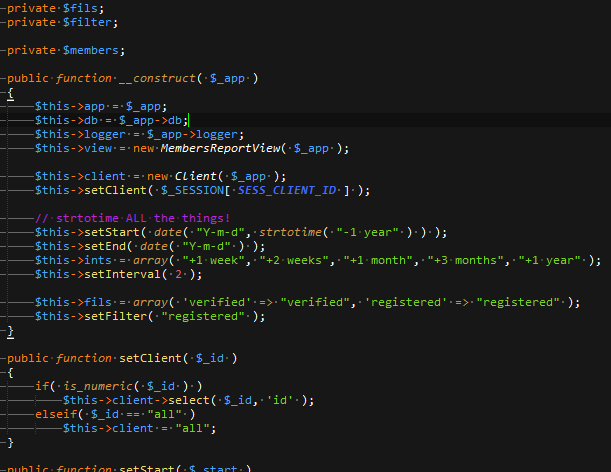 private $fils;
private $filter;
private $members;
public function __construct( $_app )
{
$this->app = $_app;
$this->db = $_app->db;
$this->logger = $_app->logger;
$this->view = new MembersReportView( $_app );
$this->client = new Client( $_app );
$this->setClient( $_SESSION[ SESS_CLIENT_ID ] );
// strtotime ALL the things!
$this->setStart( date( "Y-m-d", strtotime( "-1 year" ) ) );
$this->setEnd( date( "Y-m-d" ) );
$this->ints = array( "+1 week", "+2 weeks", "+1 month", "+3 months", "+1 year" );
$this->setInterval( 2 );
$this->fils = array( 'verified' => "verified", 'registered' => "registered" );
$this->setFilter( "registered" );
}
public function setClient( $_id )
{
if( is_numeric( $_id ) )
$this->client->select( $_id, 'id' );
elseif( $_id == "all" )
$this->client = "all";
}
public function setStart( $_start )